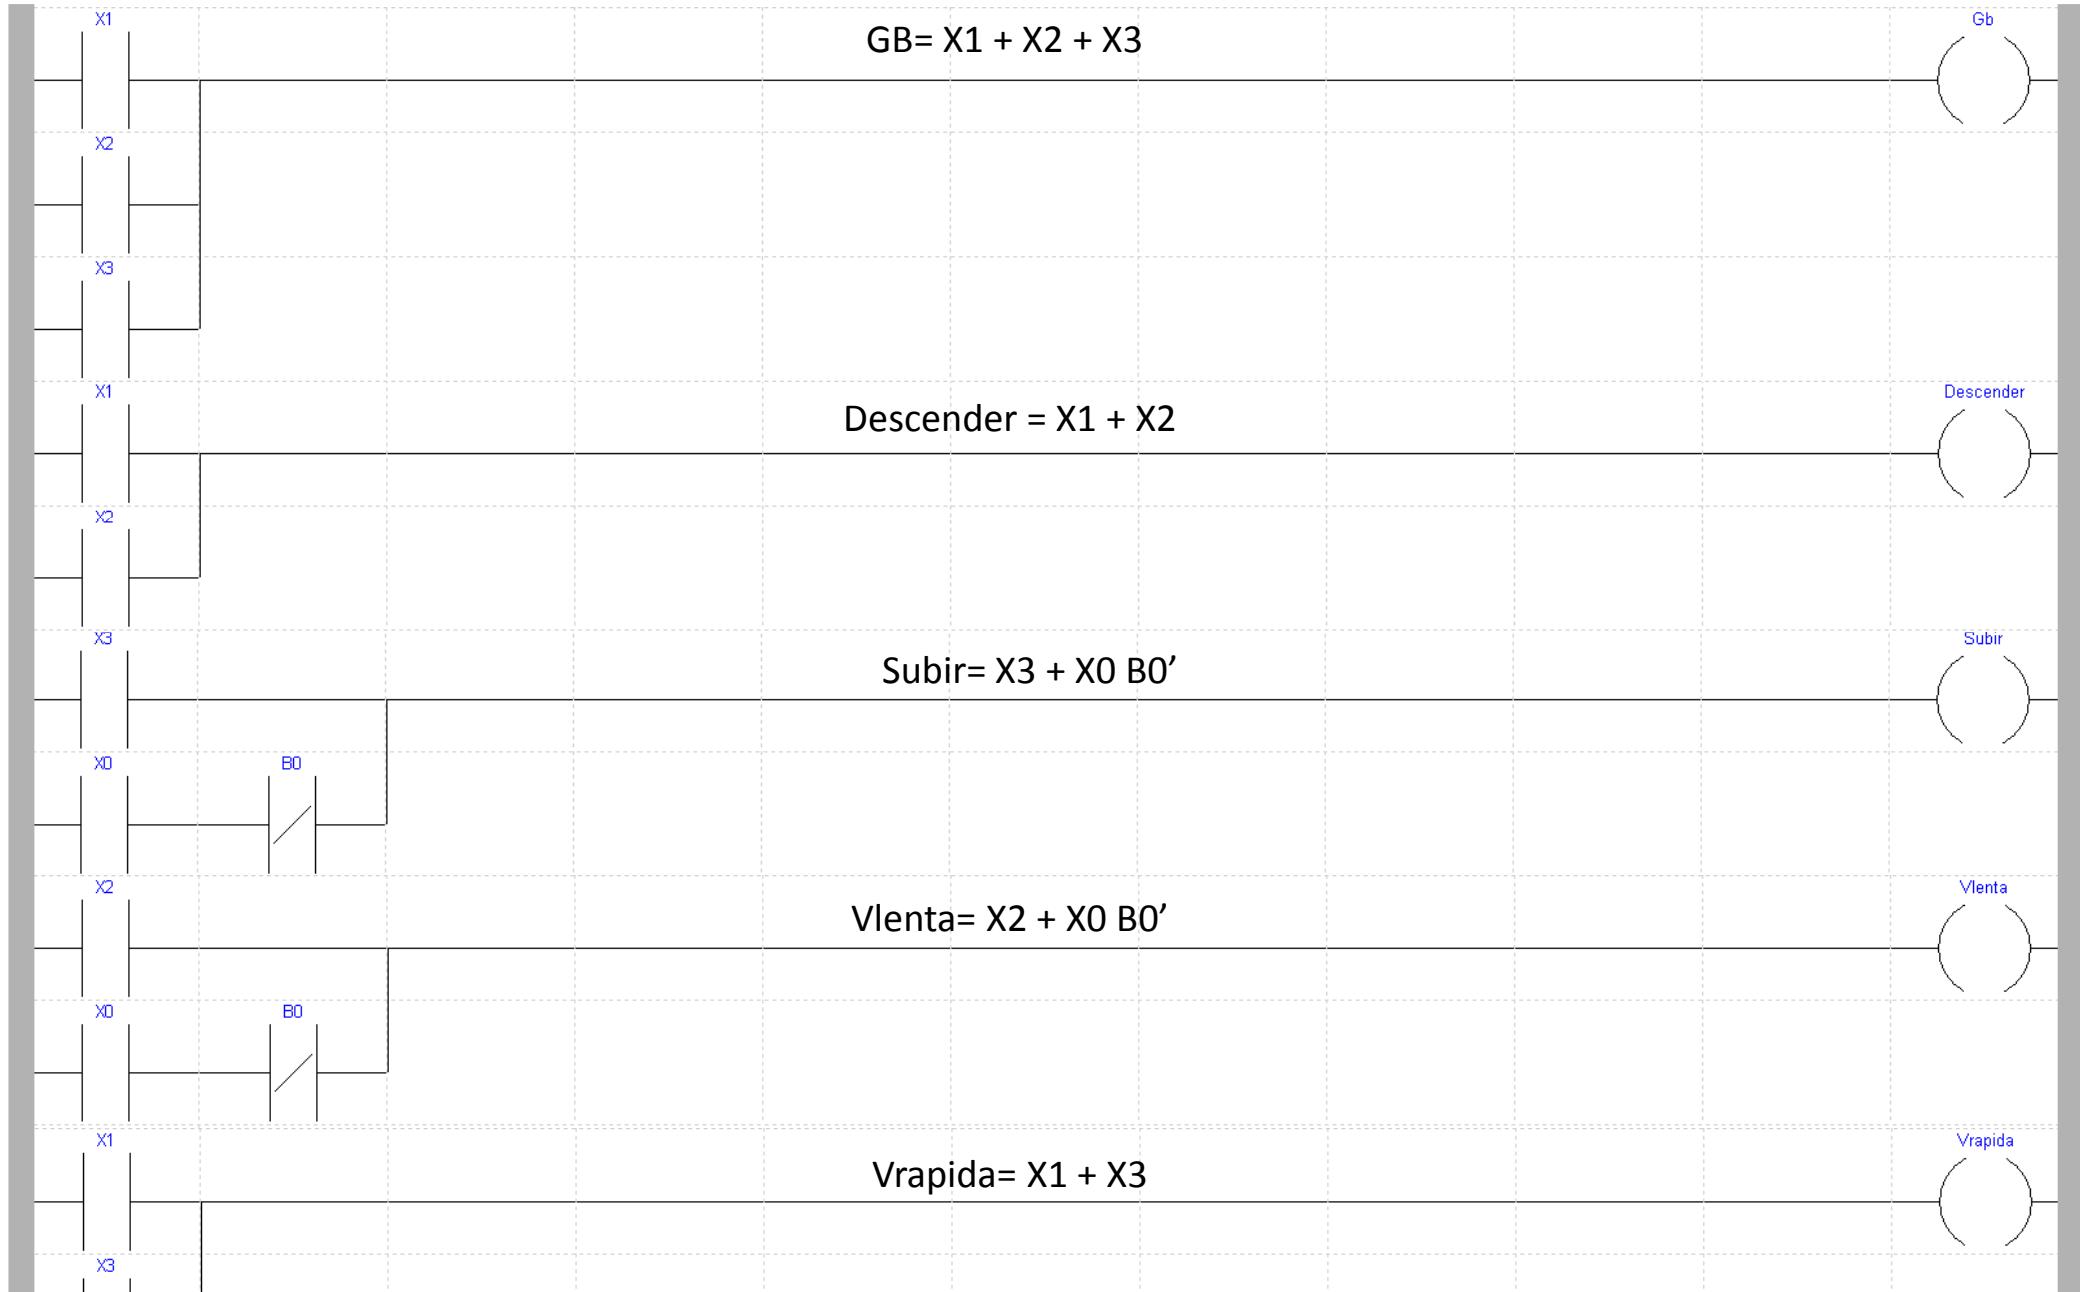 X1
GB= X1 + X2 + X3
Gb
X2
X3
X1
Descender = X1 + X2
Descender
X2
X3
Subir= X3 + X0 B0’
Subir
X0
B0
X2
Vlenta= X2 + X0 B0’
Vlenta
X0
B0
X1
Vrapida= X1 + X3
Vrapida
X3